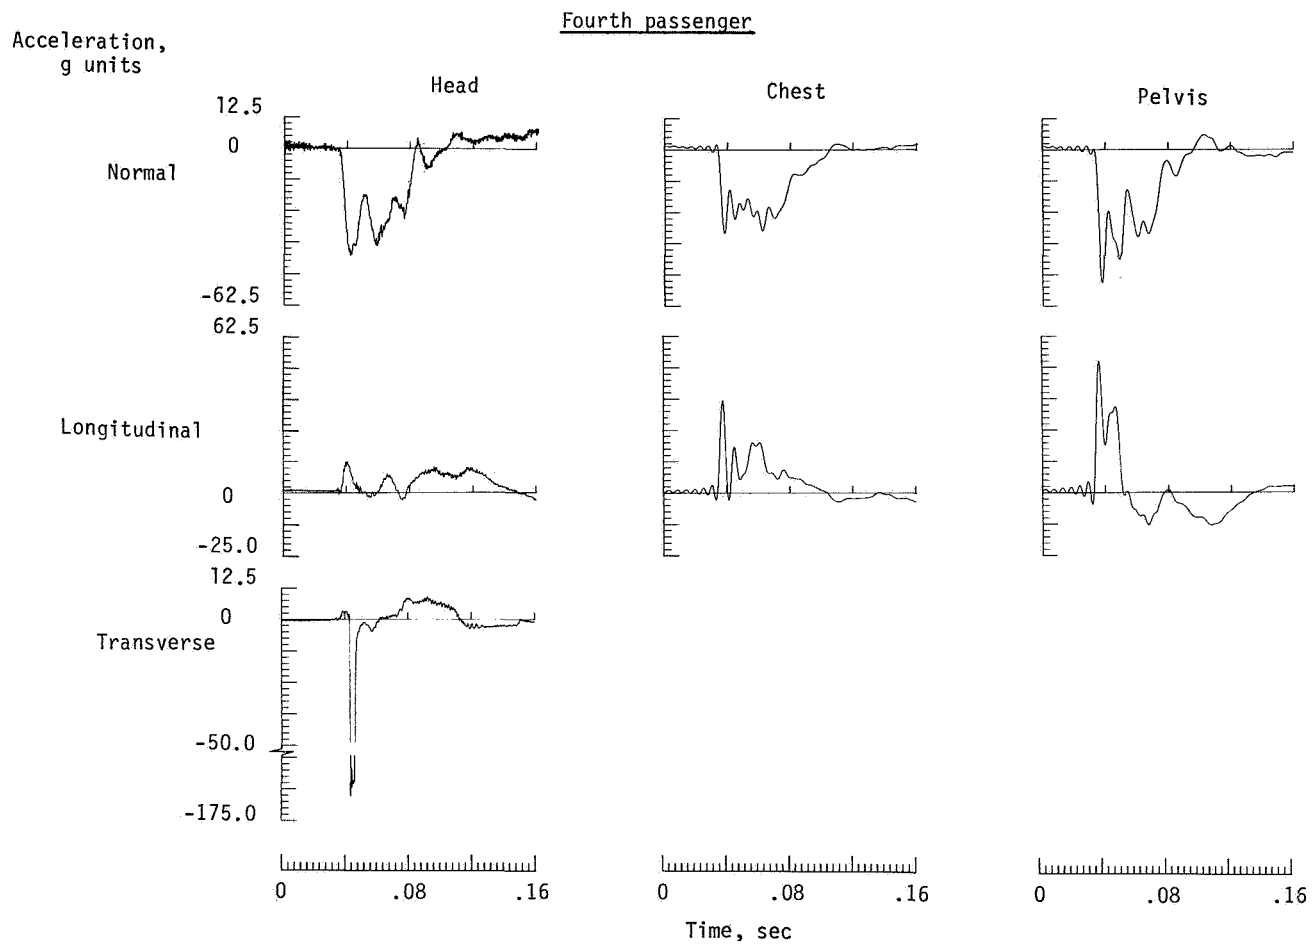 Fourth passenger
Acceleration,
g units
Head
Chest
Pelvis
12.5
0
Normal
-62.5
62.5
Longitudinal
0
-25.0
12.5
0
Transverse
-50.0
-175.0
0 .08 .16 0 .08 .16 0 .08 .16
Time, sec